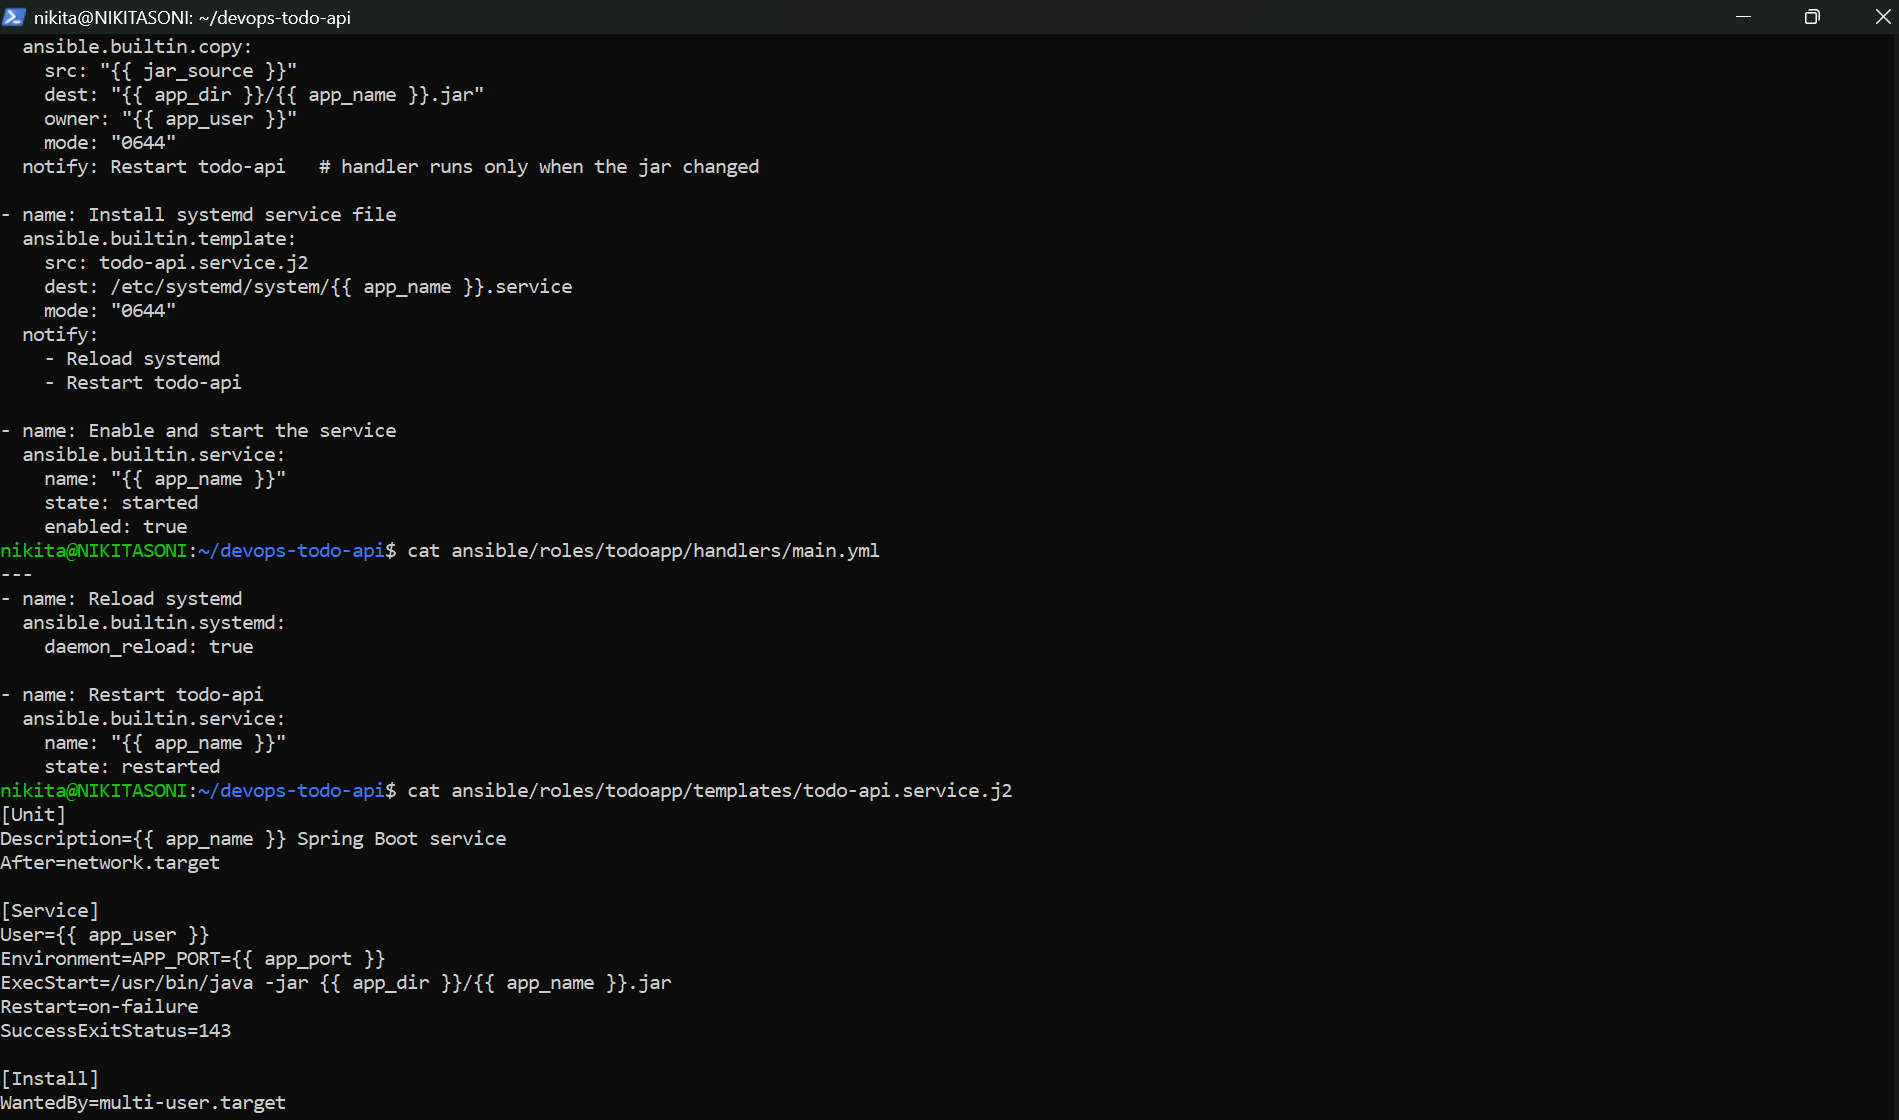 nikita@NIKITASONI: ~/devops-todo-api
  ansible.builtin.copy:
    src: "{{ jar_source }}"
    dest: "{{ app_dir }}/{{ app_name }}.jar"
    owner: "{{ app_user }}"
    mode: "0644"
  notify: Restart todo-api   # handler runs only when the jar changed

- name: Install systemd service file
  ansible.builtin.template:
    src: todo-api.service.j2
    dest: /etc/systemd/system/{{ app_name }}.service
    mode: "0644"
  notify:
    - Reload systemd
    - Restart todo-api

- name: Enable and start the service
  ansible.builtin.service:
    name: "{{ app_name }}"
    state: started
    enabled: true
nikita@NIKITASONI:~/devops-todo-api$ cat ansible/roles/todoapp/handlers/main.yml
---
- name: Reload systemd
  ansible.builtin.systemd:
    daemon_reload: true

- name: Restart todo-api
  ansible.builtin.service:
    name: "{{ app_name }}"
    state: restarted
nikita@NIKITASONI:~/devops-todo-api$ cat ansible/roles/todoapp/templates/todo-api.service.j2
[Unit]
Description={{ app_name }} Spring Boot service
After=network.target

[Service]
User={{ app_user }}
Environment=APP_PORT={{ app_port }}
ExecStart=/usr/bin/java -jar {{ app_dir }}/{{ app_name }}.jar
Restart=on-failure
SuccessExitStatus=143

[Install]
WantedBy=multi-user.target